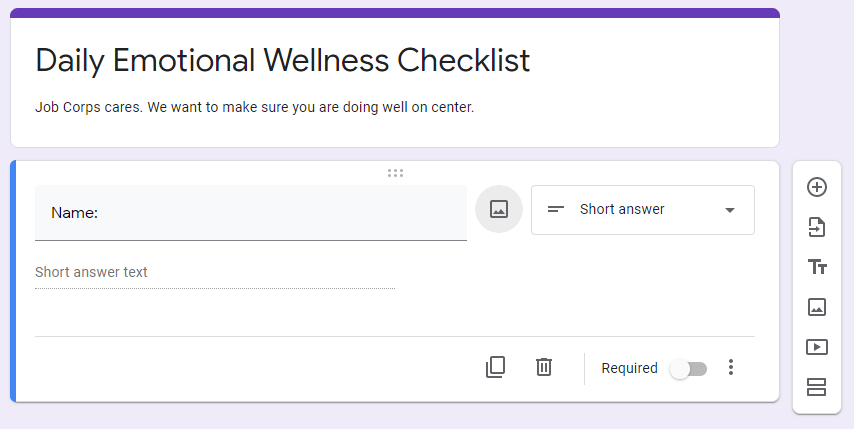 Daily Emotional Wellness Checklist
Job Corps cares. We want to make sure you are doing well on center.
Name:
Short answer
Short answer text
Required